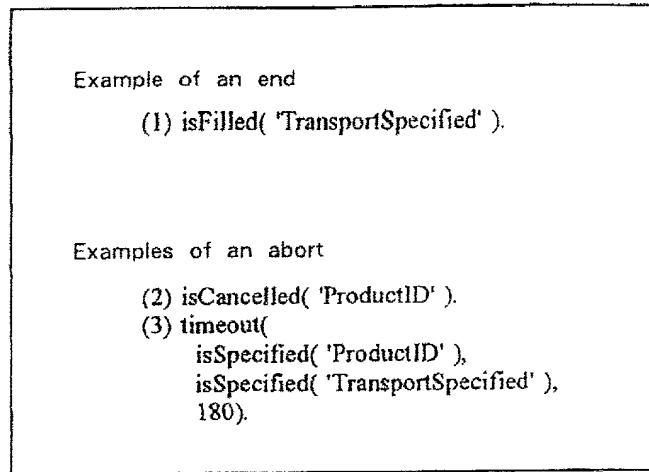 Example of an end
(1) isFilled( 'TransportSpecified' ).
Examples of an abort
(2) isCancelled( 'ProductID' ).
(3) timeout(
isSpecified( 'ProductID' ),
isSpecified( 'TransportSpecified' ),
180).